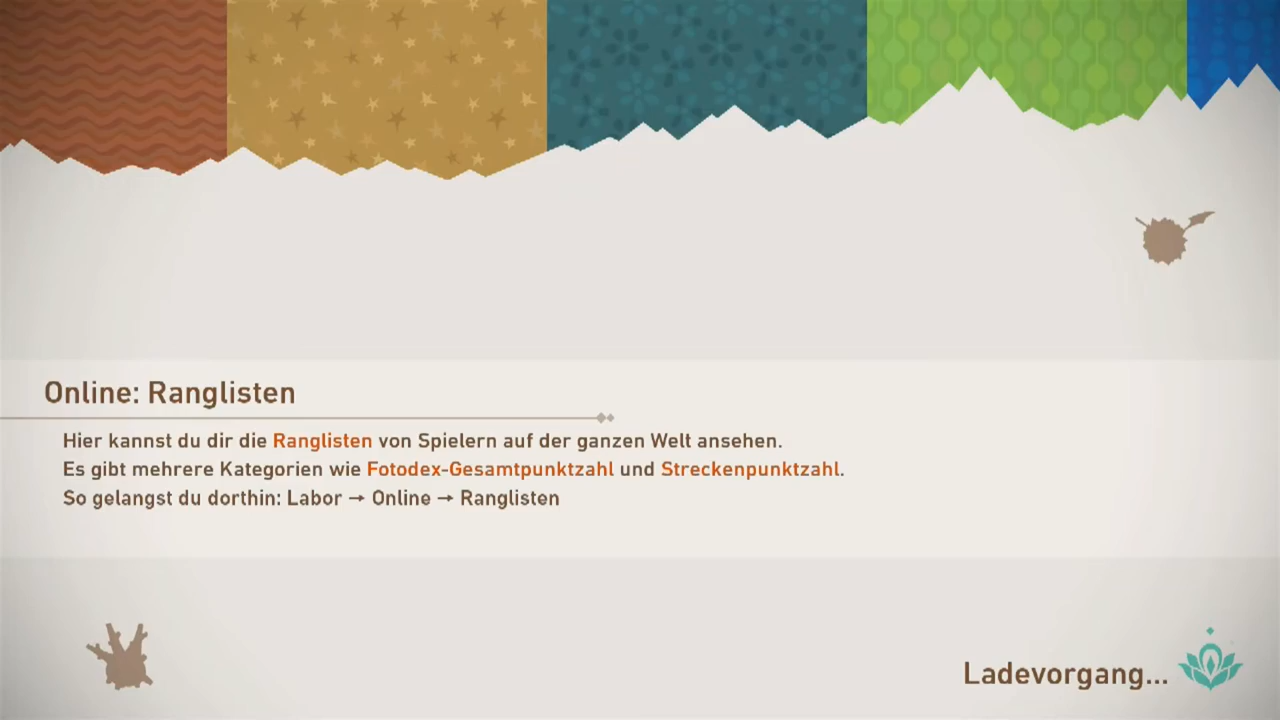 Online: Ranglisten
Hier kannst du dir die Ranglisten von Spielern auf der ganzen Welt ansehen.
Es gibt mehrere Kategorien wie Fotodex-Gesamtpunktzahl und Streckenpunktzahl.
So gelangst du dorthin: Labor → Online → Ranglisten
Ladevorgang...